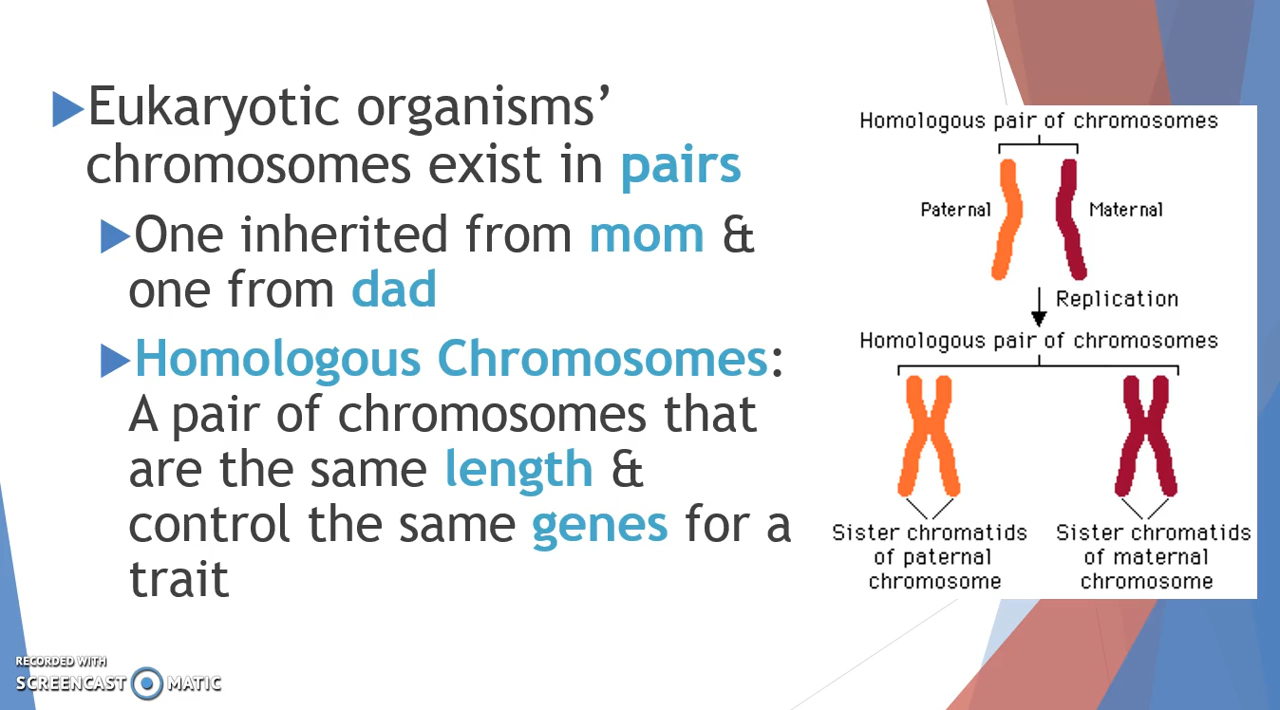 Eukaryotic organisms’
chromosomes exist in pairs
One inherited from mom &
one from dad
Homologous Chromosomes:
A pair of chromosomes that
are the same length &
control the same genes for a
trait
Homologous pair of chromosomes
Paternal
Maternal
Replication
Homologous pair of chromosomes
Sister chromatids
of paternal
chromosome
Sister chromatids
of maternal
chromosome
RECORDED WITH
SCREENCAST MATIC